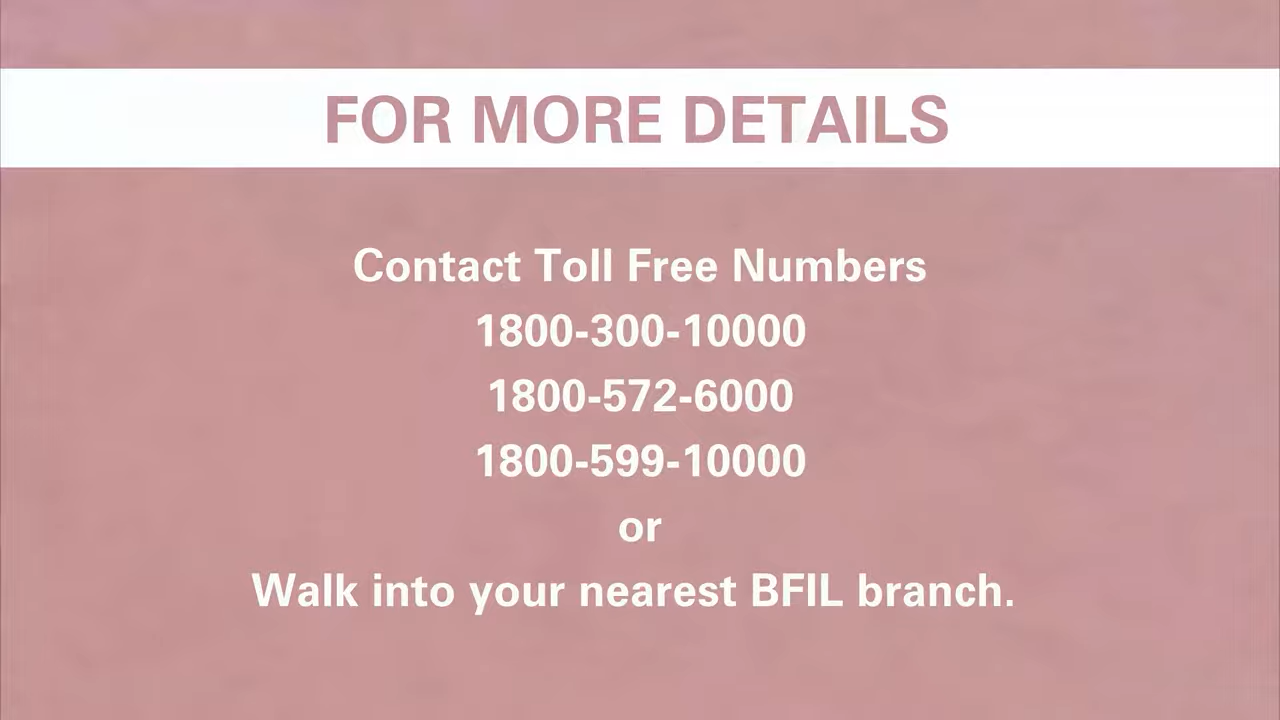 FOR MORE DETAILS
Contact Toll Free Numbers
1800-300-10000
1800-572-6000
1800-599-10000
or
Walk into your nearest BFIL branch.